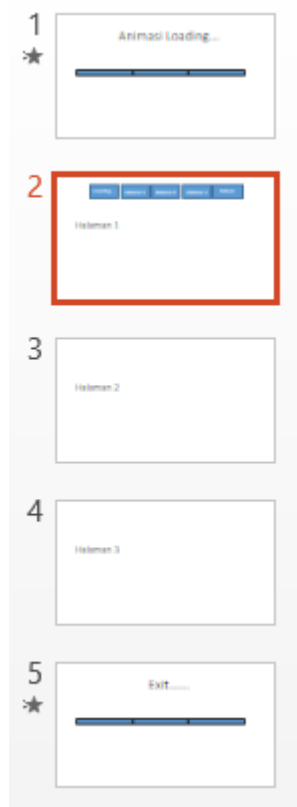 1
Animasi Loading...
2
Halaman 1
3
Halaman 2
4
Halaman 3
5
Exit.......